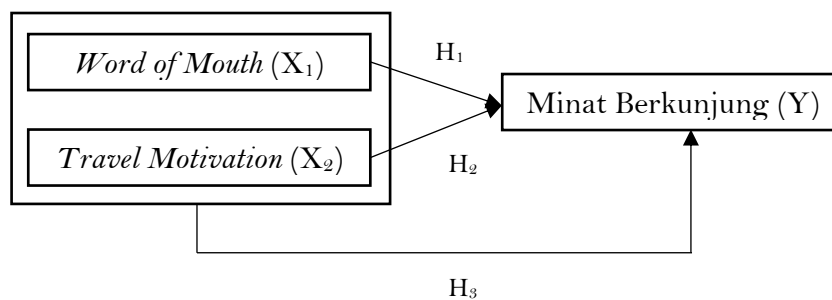 Word of Mouth (X₁)
H₁
Minat Berkunjung (Y)
Travel Motivation (X₂)
H₂
H₃